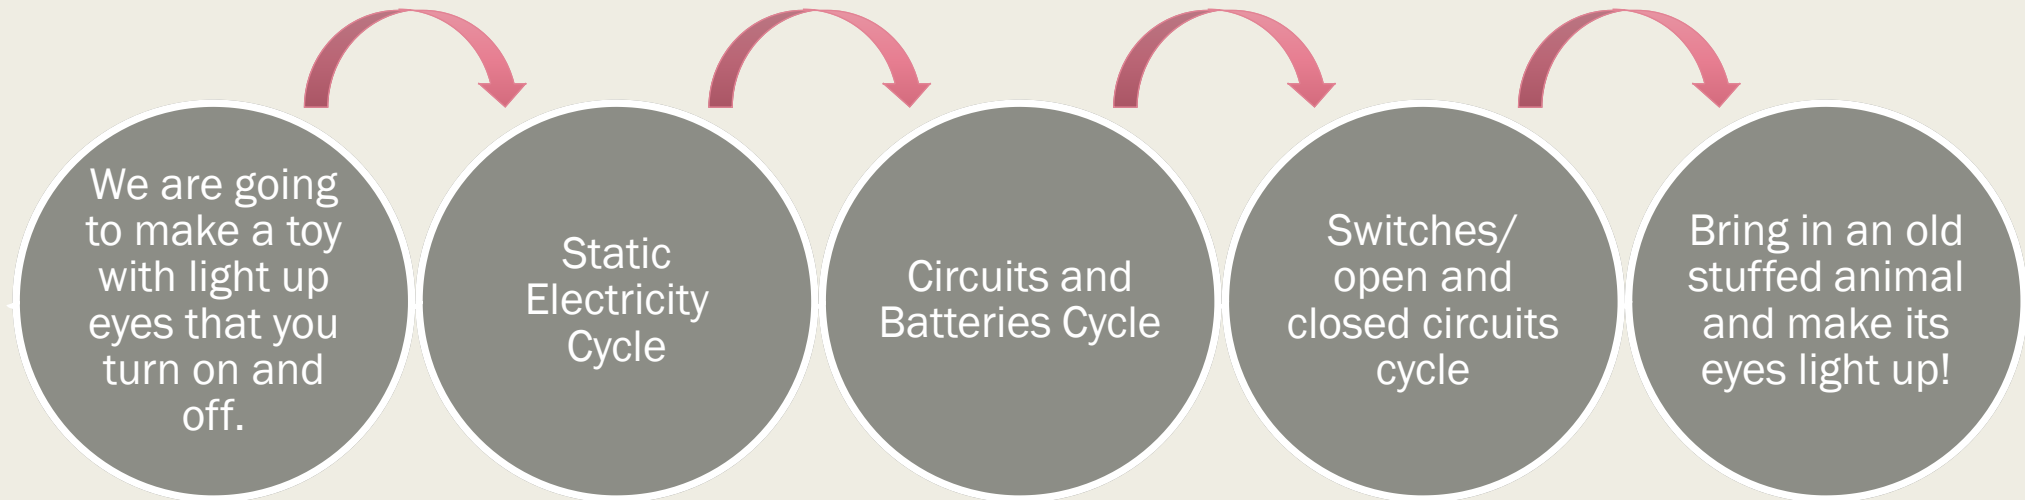 We are going
to make a toy
with light up
eyes that you
turn on and
off.
Static
Electricity
Cycle
Circuits and
Batteries Cycle
Switches/
open and
closed circuits
cycle
Bring in an old
stuffed animal
and make its
eyes light up!